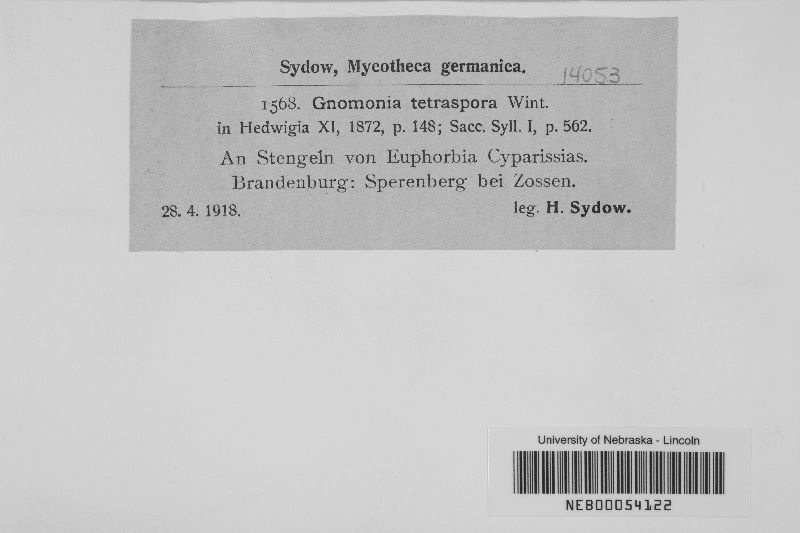 Sydow, Mycotheca germanica.
14053
1568. Gnomonia tetraspora Wint.
in Hedwigia XI, 1872, p. 148; Sacc. Syll. I, p. 562.
An Stengeln von Euphorbia Cyparissias.
Brandenburg: Sperenberg bei Zossen.
28. 4. 1918. leg. H. Sydow.
University of Nebraska - Lincoln
NEB00054122